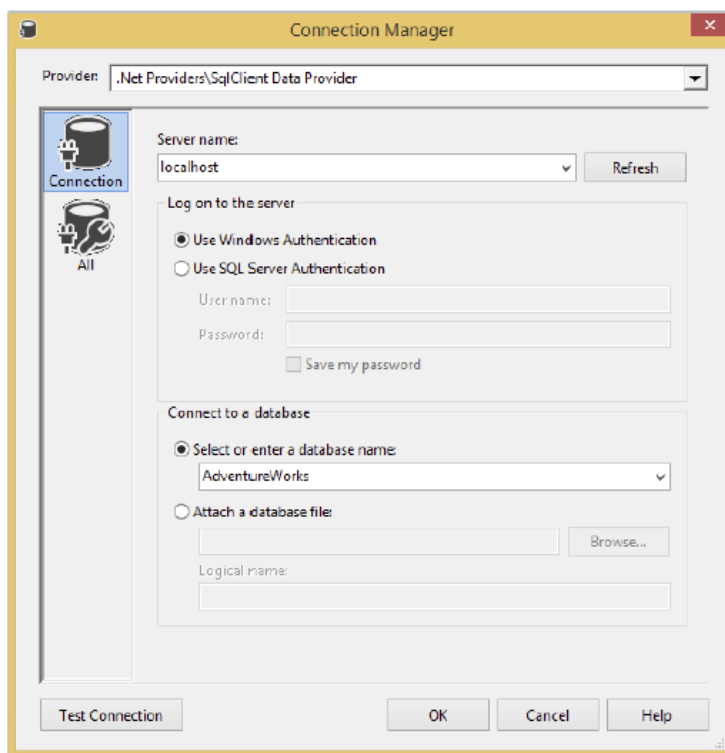 Connection Manager
Provider: .Net Providers\SqlClient Data Provider
Connection
All
Server name:
localhost
Refresh
Log on to the server
Use Windows Authentication
Use SQL Server Authentication
User name:
Password:
Save my password
Connect to a database
Select or enter a database name:
AdventureWorks
Attach a database file:
Browse...
Logical name:
Test Connection
OK
Cancel
Help